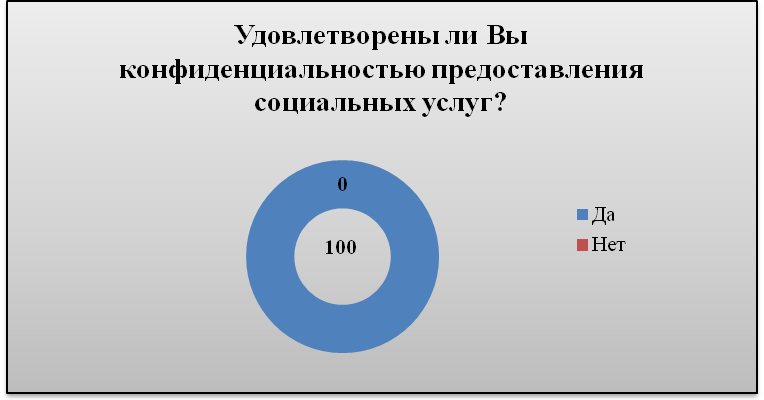 Удовлетворены ли Вы
конфиденциальностью предоставления
социальных услуг?
0
100
Да
Нет